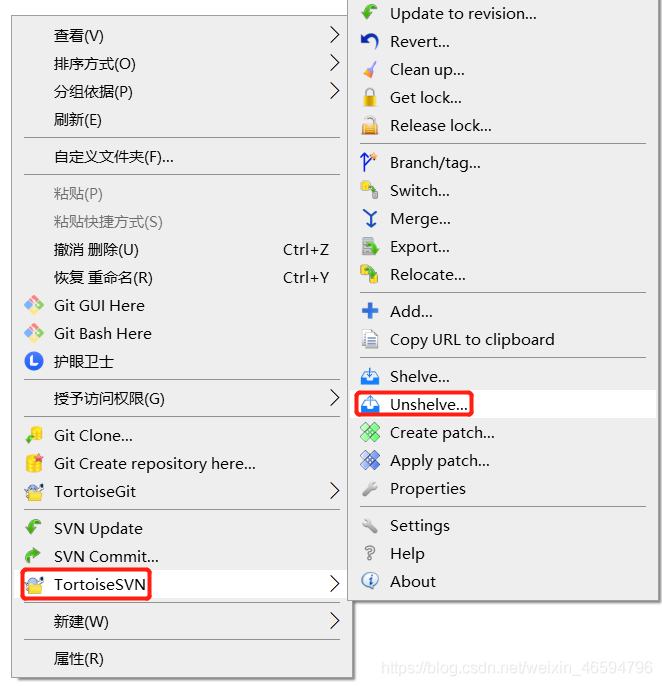 查看(V)
排序方式(O)
分组依据(P)
刷新(E)
自定义文件夹(F)...
粘贴(P)
粘贴快捷方式(S)
撤消 删除(U) Ctrl+Z
恢复 重命名(R) Ctrl+Y
Git GUI Here
Git Bash Here
护眼卫士
授予访问权限(G)
Git Clone...
Git Create repository here...
TortoiseGit
SVN Update
SVN Commit...
TortoiseSVN
新建(W)
属性(R)
Update to revision...
Revert...
Clean up...
Get lock...
Release lock...
Branch/tag...
Switch...
Merge...
Export...
Relocate...
Add...
Copy URL to clipboard
Shelve...
Unshelve...
Create patch...
Apply patch...
Properties
Settings
Help
About
https://blog.csdn.net/weixin_46594796